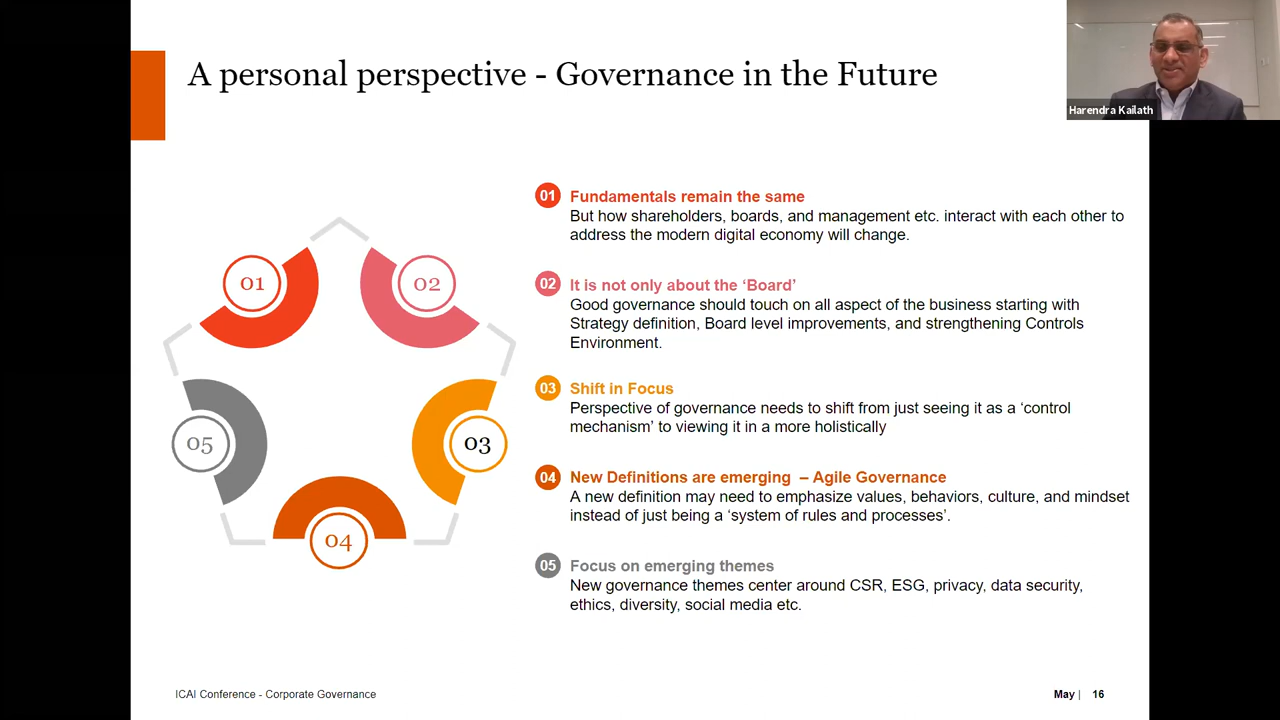 A personal perspective - Governance in the Future
Harendra Kailath
01
02
03
04
05
01 Fundamentals remain the same
But how shareholders, boards, and management etc. interact with each other to
address the modern digital economy will change.
02 It is not only about the ‘Board’
Good governance should touch on all aspect of the business starting with
Strategy definition, Board level improvements, and strengthening Controls
Environment.
03 Shift in Focus
Perspective of governance needs to shift from just seeing it as a ‘control
mechanism’ to viewing it in a more holistically
04 New Definitions are emerging – Agile Governance
A new definition may need to emphasize values, behaviors, culture, and mindset
instead of just being a ‘system of rules and processes’.
05 Focus on emerging themes
New governance themes center around CSR, ESG, privacy, data security,
ethics, diversity, social media etc.
ICAI Conference - Corporate Governance
May | 16